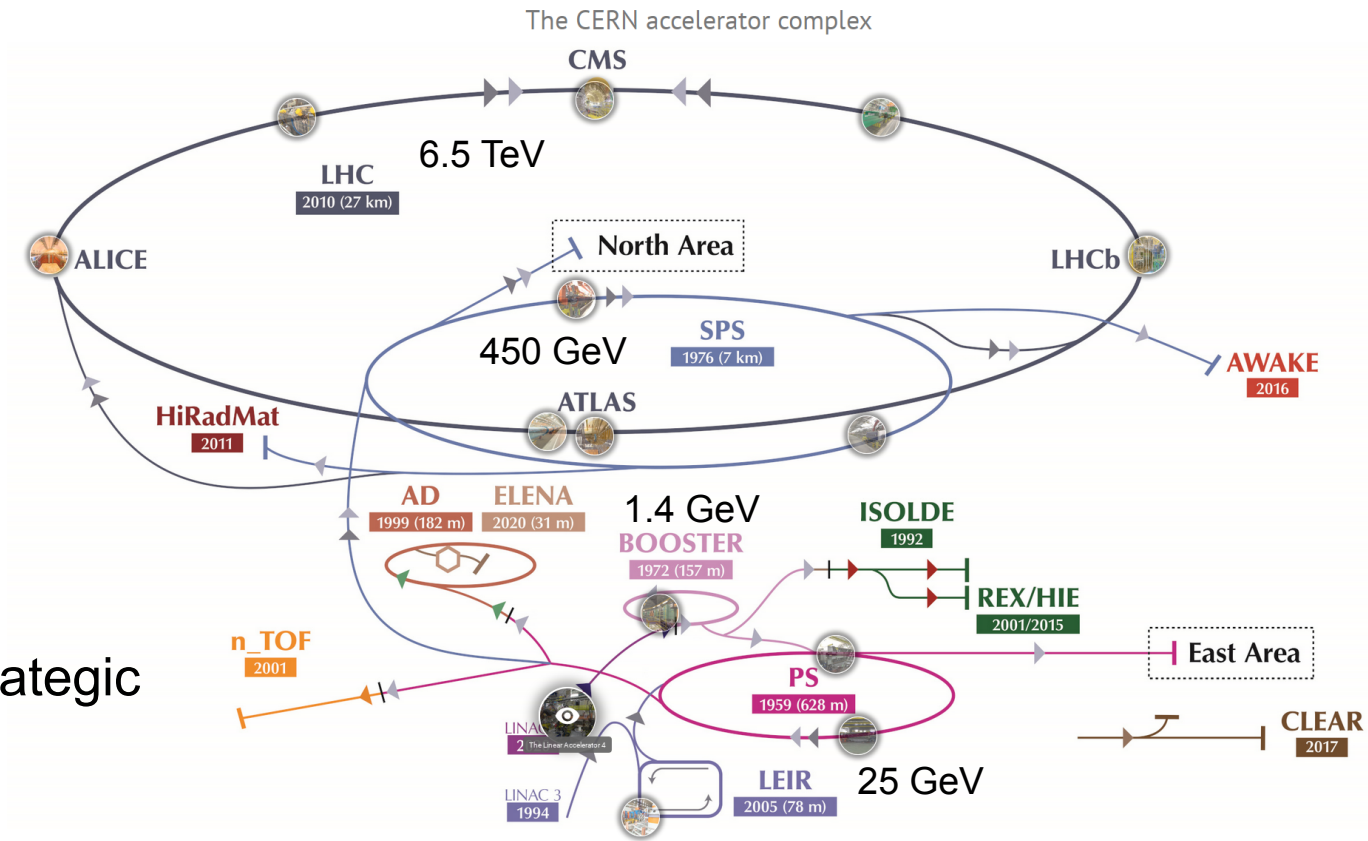 The CERN accelerator complex
CMS
6.5 TeV
LHC
2010 (27 km)
North Area
ALICE
LHCb
SPS
1976 (7 km)
450 GeV
AWAKE
2016
ATLAS
HiRadMat
2011
AD
1999 (182 m)
ELENA
2020 (31 m)
1.4 GeV
BOOSTER
1972 (157 m)
ISOLDE
1992
REX/HIE
2001/2015
n_TOF
2001
East Area
ategic
PS
1959 (628 m)
CLEAR
2017
LINA
2
The Linear Accelerator 4
25 GeV
LEIR
2005 (78 m)
LINAC 3
1994